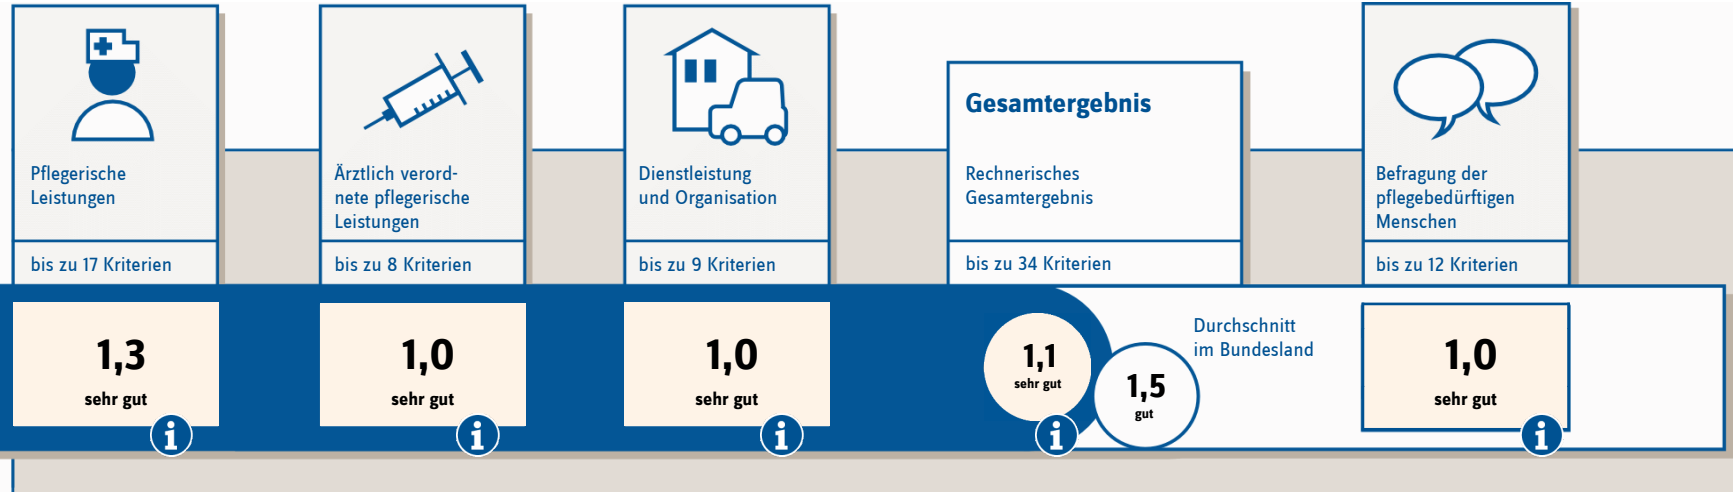 Pflegerische
Leistungen
bis zu 17 Kriterien
1,3
sehr gut
i
Ärztlich verord-
nete pflegerische
Leistungen
bis zu 8 Kriterien
1,0
sehr gut
i
Dienstleistung
und Organisation
bis zu 9 Kriterien
1,0
sehr gut
i
Gesamtergebnis
Rechnerisches
Gesamtergebnis
bis zu 34 Kriterien
1,1
sehr gut
i
1,5
gut
Durchschnitt
im Bundesland
Befragung der
pflegebedürftigen
Menschen
bis zu 12 Kriterien
1,0
sehr gut
i